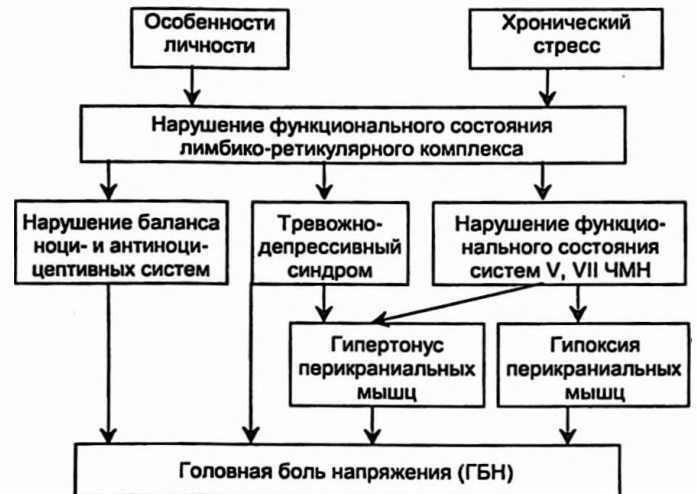 Особенности
личности
Хронический
стресс
Нарушение функционального состояния
лимбико-ретикулярного комплекса
Нарушение баланса
ноци- и антиноци-
цептивных систем
Тревожно-
депрессивный
синдром
Нарушение функцио-
нального состояния
систем V, VII ЧМН
Гипертонус
перикраниальных
мышц
Гипоксия
перикраниальных
мышц
Головная боль напряжения (ГБН)